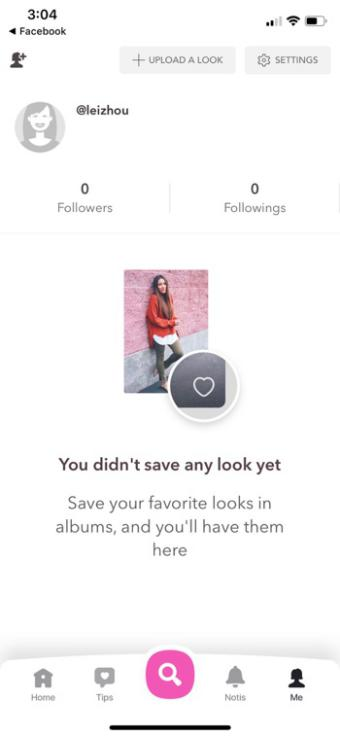 3:04
◀ Facebook
UPLOAD A LOOK
SETTINGS
@leizhou
0
0
Followers
Followings
You didn't save any look yet
Save your favorite looks in
albums, and you'll have them
here
Home
Tips
Notis
Me